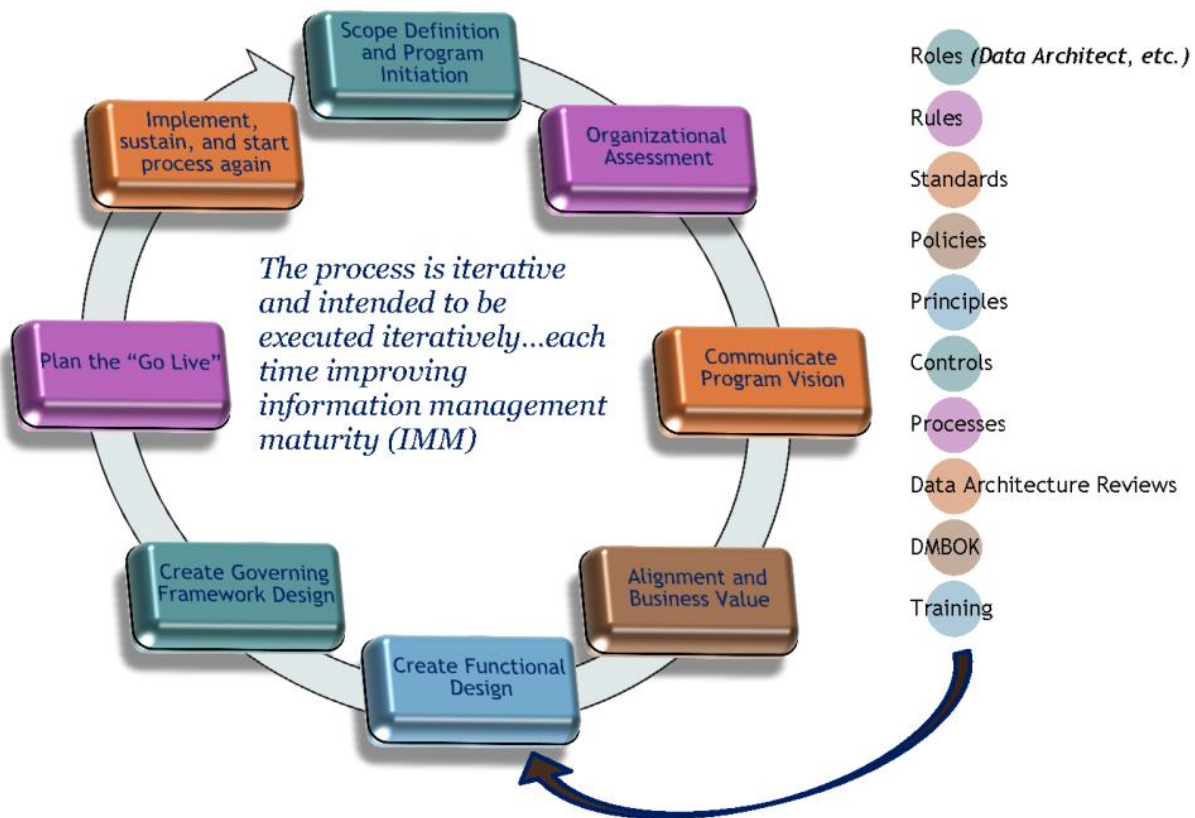 Scope Definition
and Program
Initiation
Organizational
Assessment
Communicate
Program Vision
Alignment and
Business Value
Create Functional
Design
Create Governing
Framework Design
Plan the “Go Live”
Implement,
sustain, and start
process again
The process is iterative
and intended to be
executed iteratively...each
time improving
information management
maturity (IMM)
Roles (Data Architect, etc.)
Rules
Standards
Policies
Principles
Controls
Processes
Data Architecture Reviews
DMBOK
Training